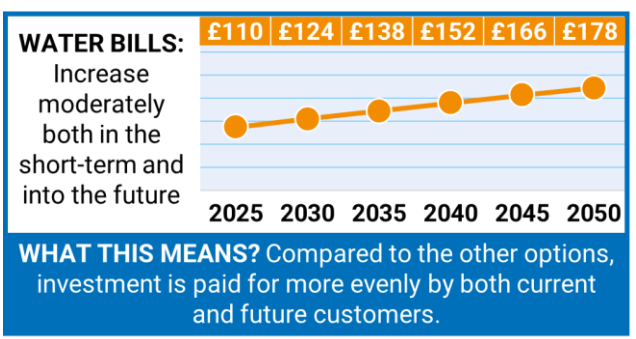 WATER BILLS:
Increase
moderately
both in the
short-term and
into the future
£110 £124 £138 £152 £166 £178
2025 2030 2035 2040 2045 2050
WHAT THIS MEANS? Compared to the other options,
investment is paid for more evenly by both current
and future customers.